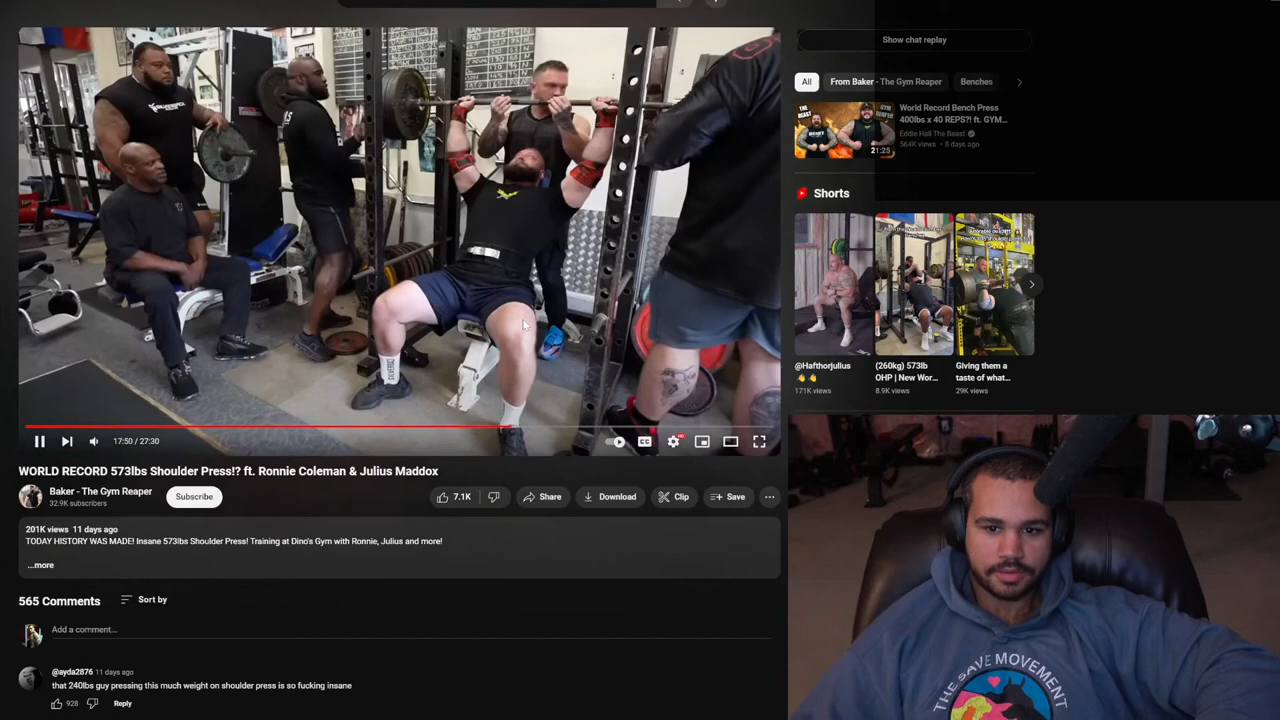 Show chat replay
All
From Baker - The Gym Reaper
Benches
World Record Bench Press
400lbs x 40 REPS?! ft. GYM...
Eddie Hall The Beast
564K views • 8 days ago
21:25
Shorts
@Hafthorjulius
171K views
(260kg) 573lb
OHP | New Wor...
8.9K views
Giving them a
taste of what...
29K views
17:50 / 27:30
CC
WORLD RECORD 573lbs Shoulder Press!? ft. Ronnie Coleman & Julius Maddox
Baker - The Gym Reaper
32.9K subscribers
Subscribe
7.1K
Share
Download
Clip
Save
201K views 11 days ago
TODAY HISTORY WAS MADE! Insane 573lbs Shoulder Press! Training at Dino's Gym with Ronnie, Julius and more!
...more
565 Comments
Sort by
Add a comment...
@ayda2876 11 days ago
that 240lbs guy pressing this much weight on shoulder press is so fucking insane
928
Reply
THE SAVE MOVEMENT